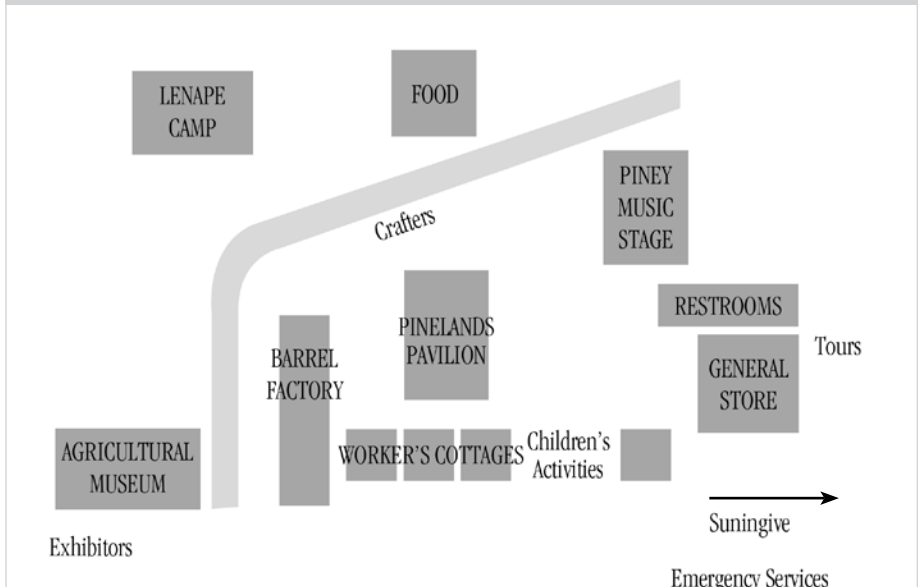 LENAPE
CAMP
FOOD
PINEY
MUSIC
STAGE
Crafters
RESTROOMS
PINELANDS
PAVILION
Tours
BARREL
FACTORY
GENERAL
STORE
AGRICULTURAL
MUSEUM
WORKER'S COTTAGES
Children's
Activities
Suningive
Exhibitors
Emergency Services